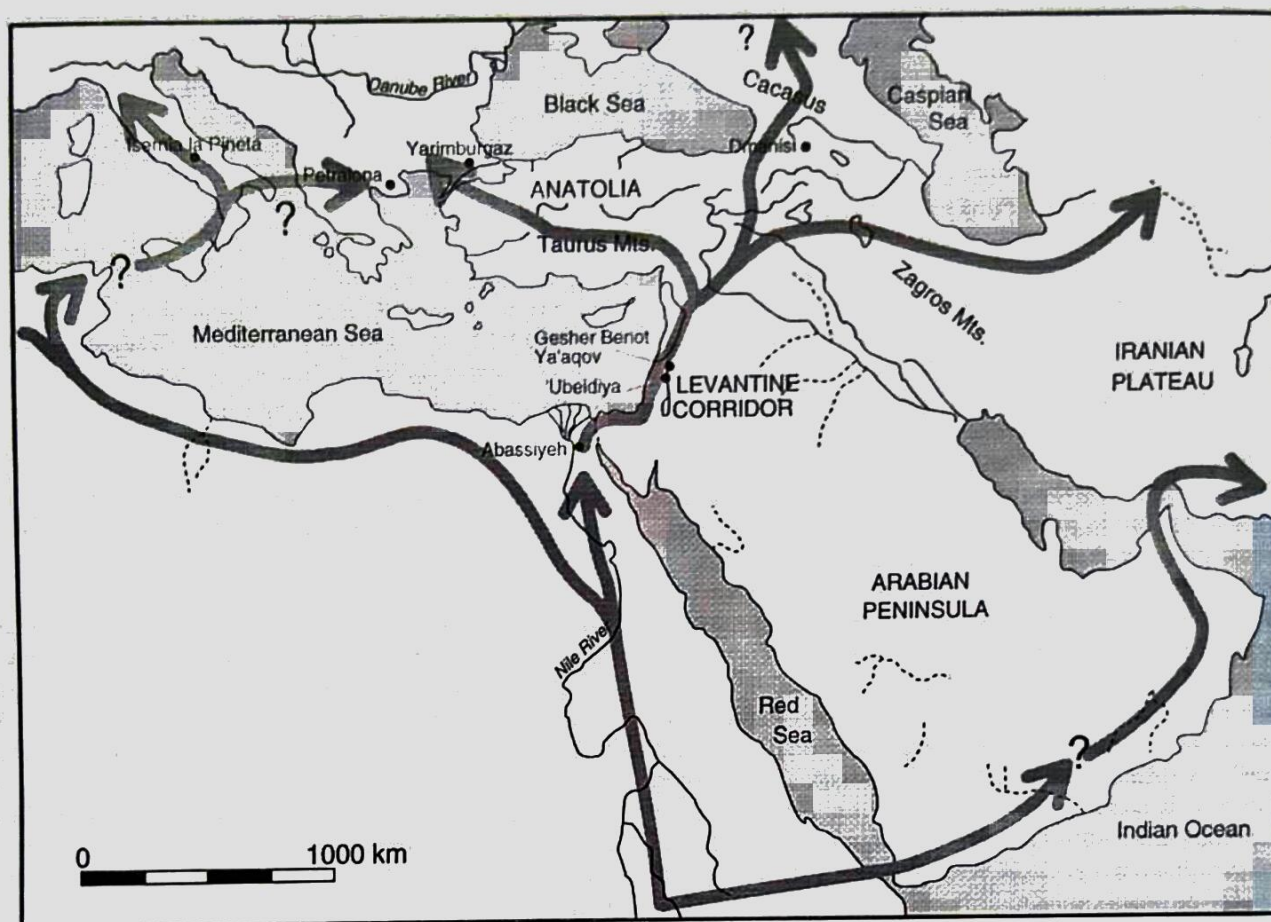 ?
Cacasus
Caspian
Sea
Danube River
Black Sea
Isernia la Pineta
Yarimburgaz
Dmanisi
Petralona
ANATOLIA
?
Taurus Mts.
?
Zagros Mts.
Mediterranean Sea
Gesher Benot
Ya'aqov
IRANIAN
PLATEAU
'Ubeidiya
LEVANTINE
CORRIDOR
Abassiyeh
ARABIAN
PENINSULA
Nile River
Red
Sea
?
Indian Ocean
0 1000 km